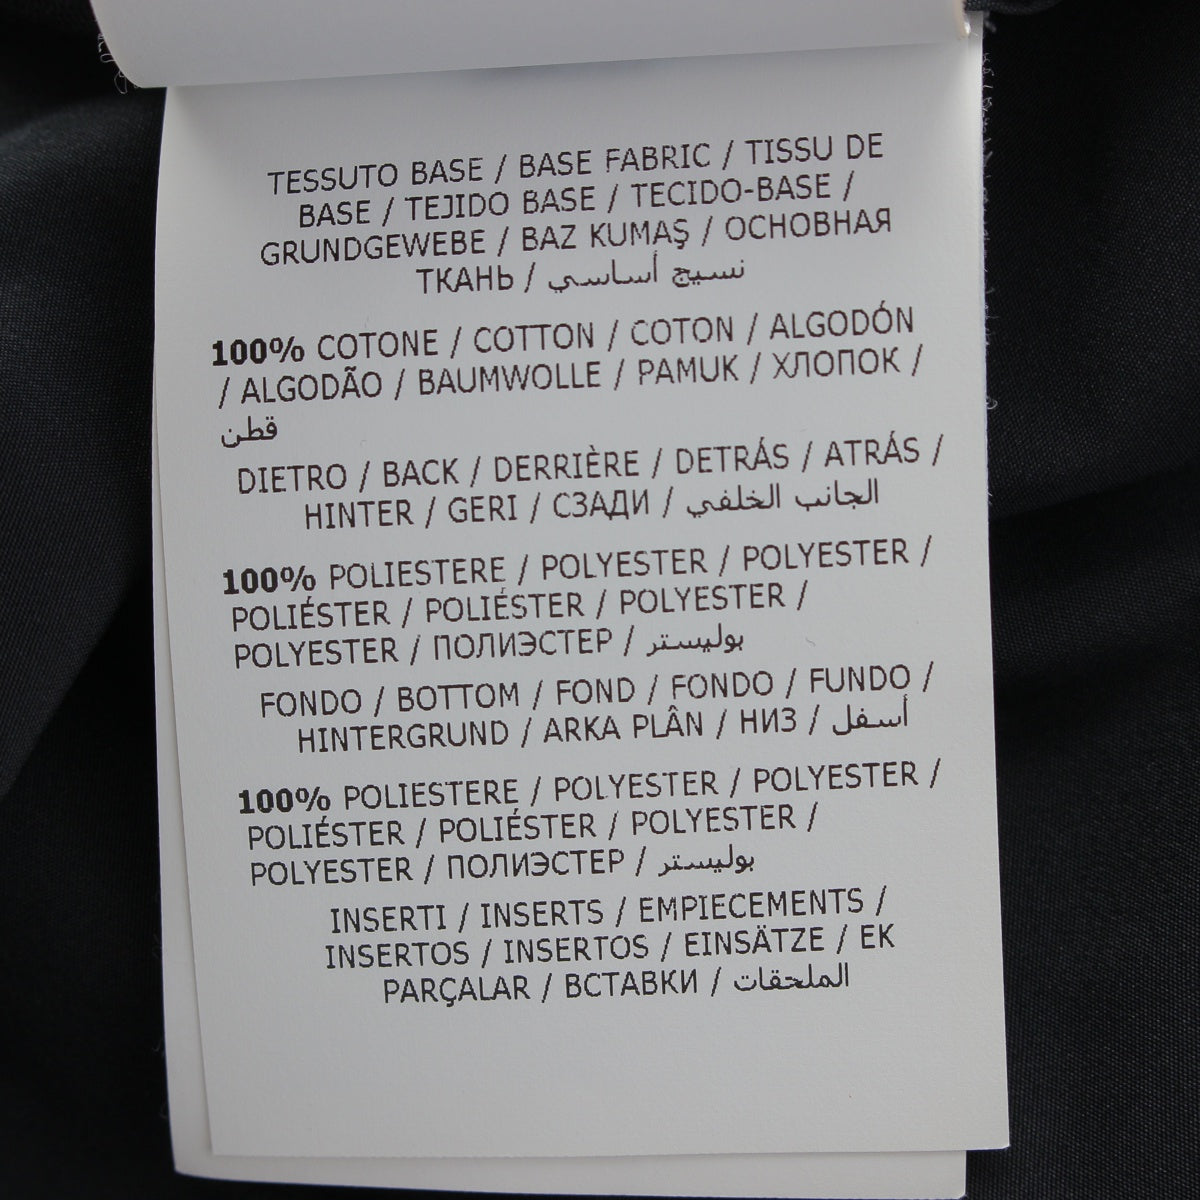 TESSUTO BASE / BASE FABRIC / TISSU DE
BASE / TEJIDO BASE / TECIDO-BASE /
GRUNDGEWEBE / BAZ KUMAŞ / ОСНОВНАЯ
ТКАНЬ / نسيج أساسي
100% COTONE / COTTON / COTON / ALGODÓN
/ ALGODÃO / BAUMWOLLE / PAMUK / ХЛОПОК /
قطن
DIETRO / BACK / DERRIÈRE / DETRÁS / ATRÁS /
HINTER / GERI / СЗАДИ / الجانب الخلفي
100% POLIESTERE / POLYESTER / POLYESTER /
POLIÉSTER / POLIÉSTER / POLYESTER /
POLYESTER / ПОЛИЭСТЕР / بوليستر
FONDO / BOTTOM / FOND / FONDO / FUNDO /
HINTERGRUND / ARKA PLÂN / НИЗ / أسفل
100% POLIESTERE / POLYESTER / POLYESTER /
POLIÉSTER / POLIÉSTER / POLYESTER /
POLYESTER / ПОЛИЭСТЕР / بوليستر
INSERTI / INSERTS / EMPIECEMENTS /
INSERTOS / INSERTOS / EINSÄTZE / EK
PARÇALAR / ВСТАВКИ / الملحقات